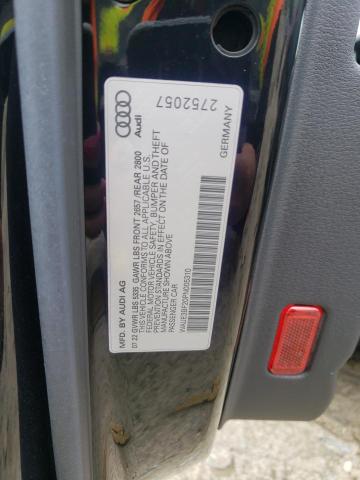 Audi
2752057
MFD. BY AUDI AG
GERMANY
07 22 GVWR LBS 5335 GAWR LBS FRONT 2657 /REAR 2800
THIS VEHICLE CONFORMS TO ALL APPLICABLE U.S.
FEDERAL MOTOR VEHICLE SAFETY, BUMPER AND THEFT
PREVENTION STANDARDS IN EFFECT ON THE DATE OF
MANUFACTURE SHOWN ABOVE
PASSENGER CAR